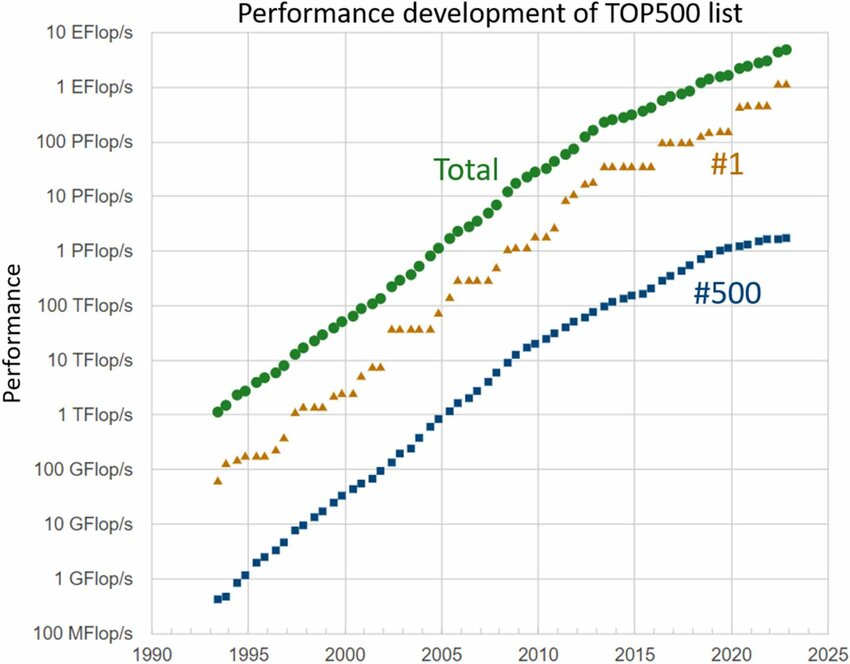 Performance development of TOP500 list
10 EFlop/s
1 EFlop/s
100 PFlop/s
10 PFlop/s
1 PFlop/s
100 TFlop/s
10 TFlop/s
1 TFlop/s
100 GFlop/s
10 GFlop/s
1 GFlop/s
100 MFlop/s
Performance
Total
#1
#500
1990 1995 2000 2005 2010 2015 2020 2025